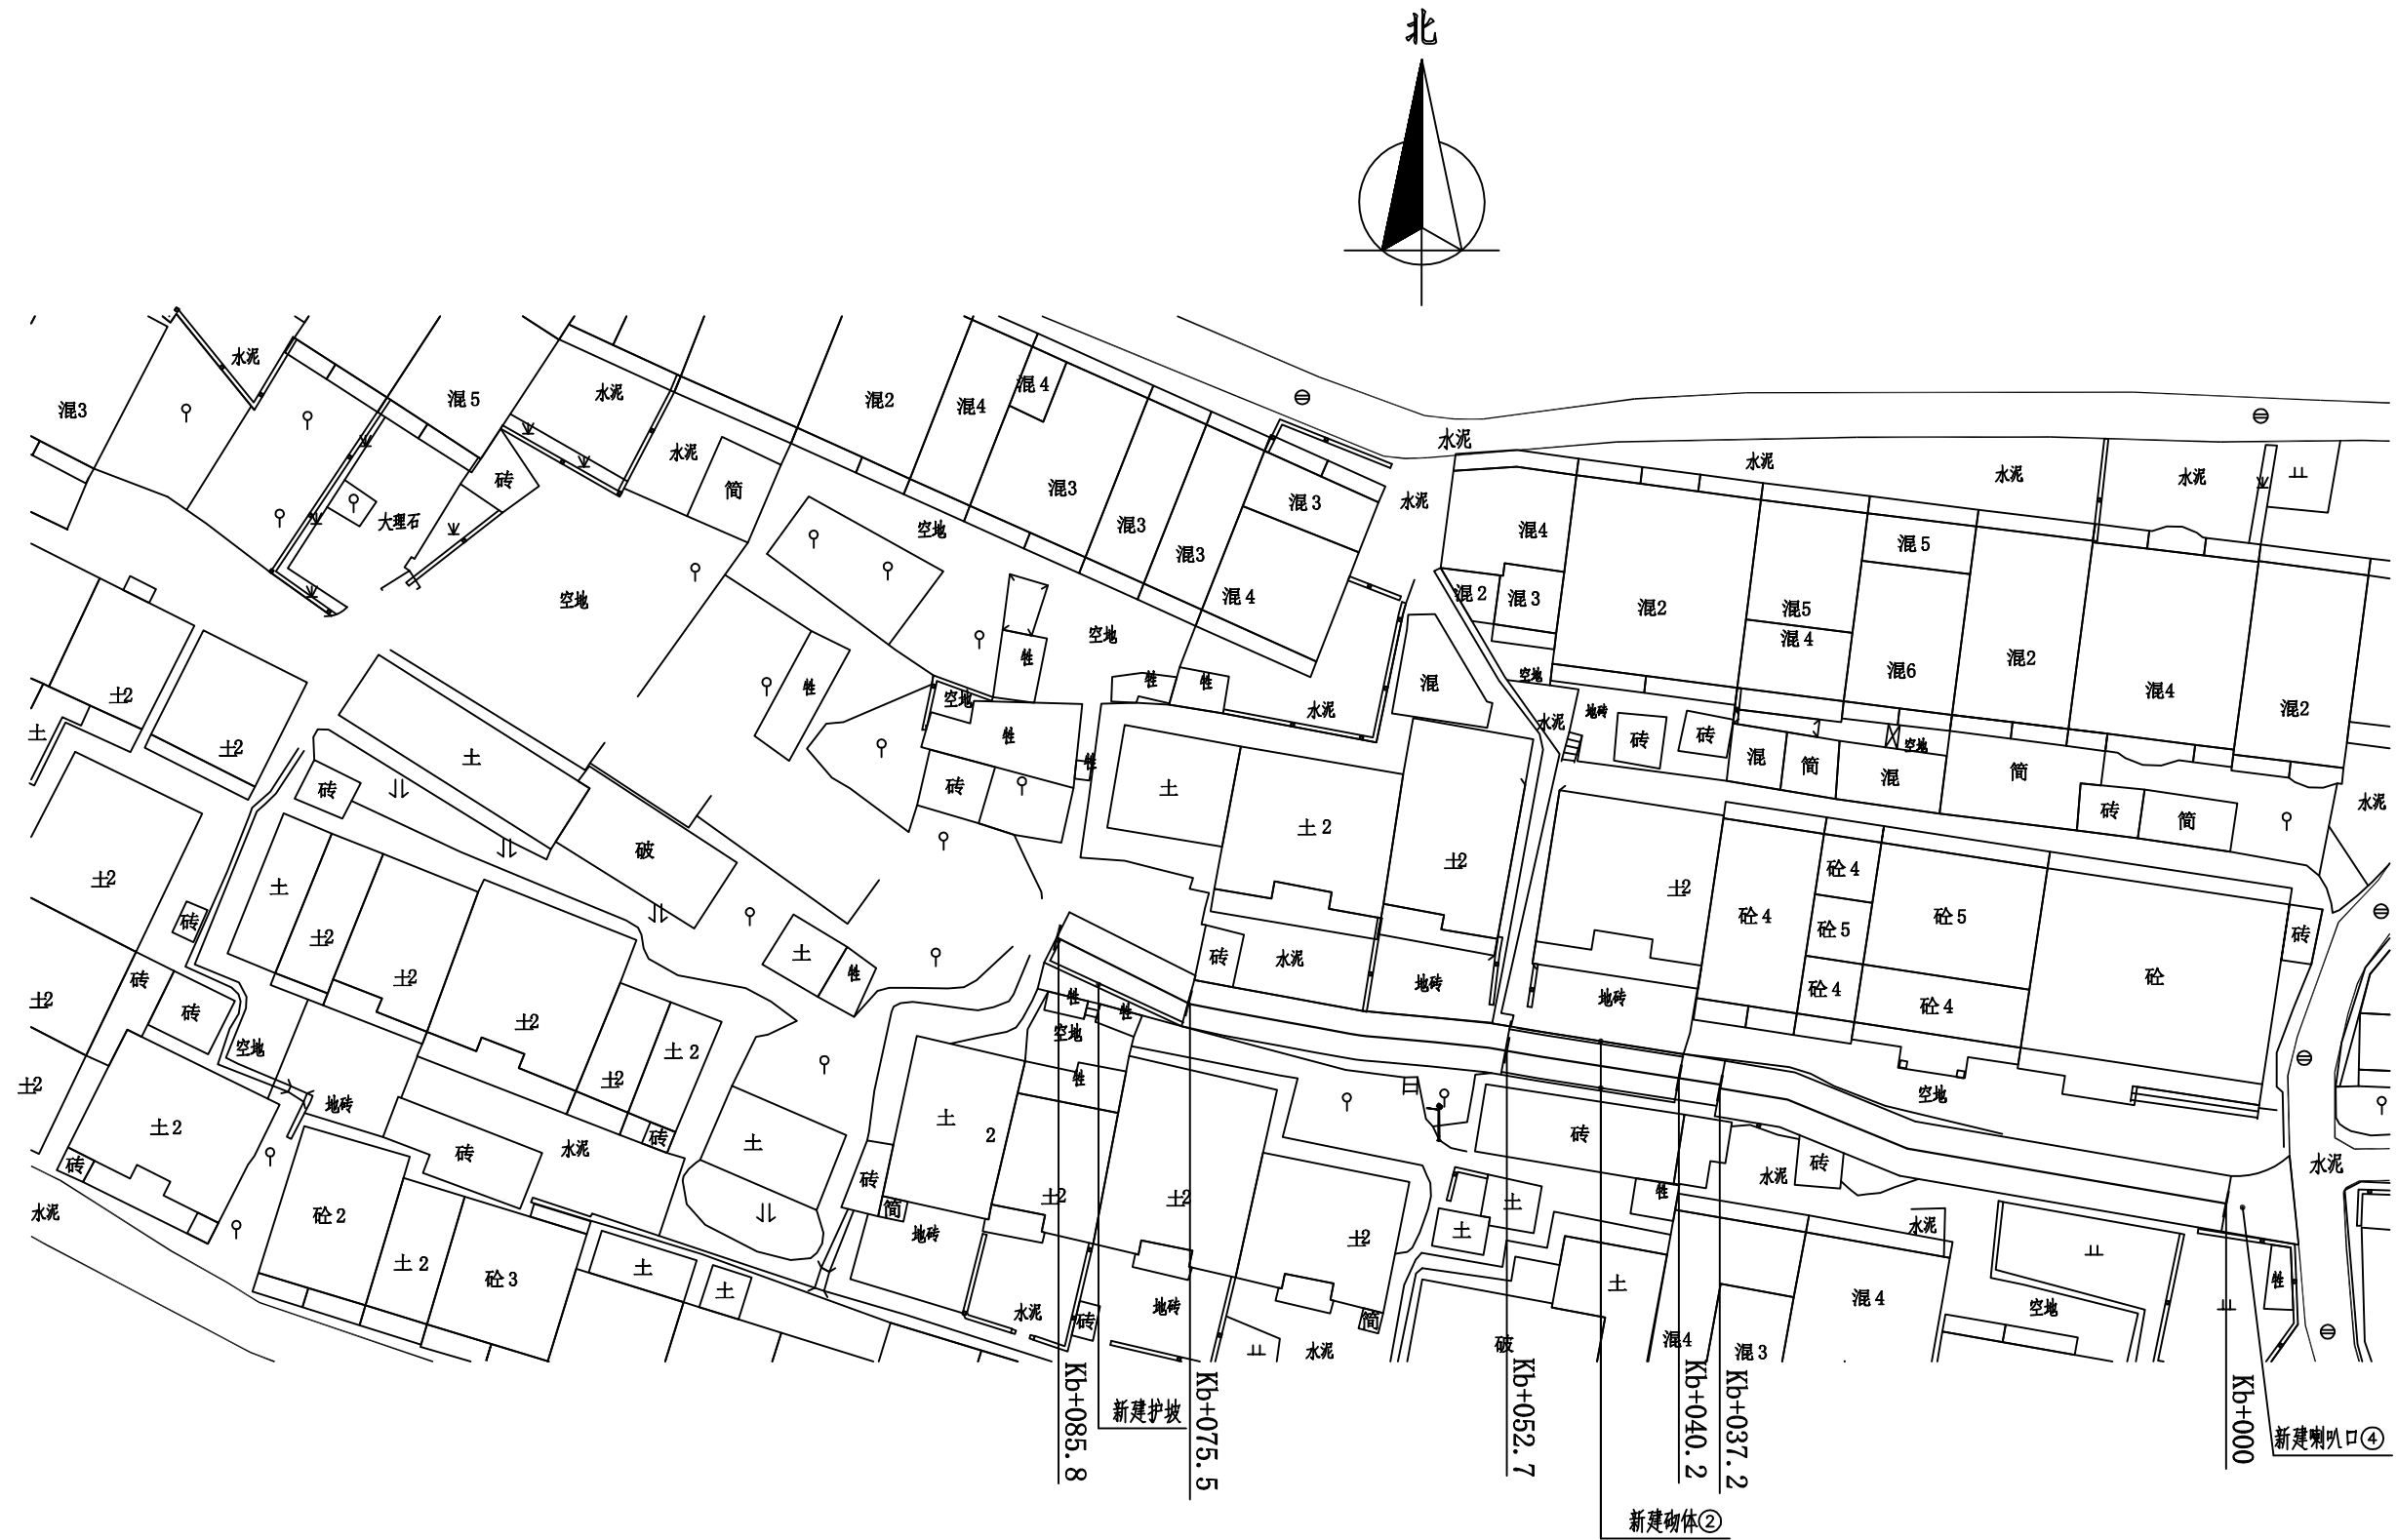 北
水泥
混3
混5
水泥
混2
混4
混4
水泥
水泥
水泥
水泥
水泥
砖
简
混3
混3
混3
混3
水泥
大理石
空地
空地
混4
混5
混2
混3
混2
混5
混4
混4
空地
牲
牲
牲
空地
混6
混2
混4
混2
土2
牲
空地
牲
水泥
混
水泥
地砖
砖
砖
空地
土
土2
土
牲
混
简
混
简
砖
砖
土
砖
简
水泥
破
土2
土2
土2
砼4
土2
土
砖
土2
土2
土
牲
砖
水泥
地砖
砼4
砼5
砼5
砖
砼
土2
砖
砖
土2
牲
牲
地砖
砼4
砼4
空地
空地
土2
土2
土2
地砖
牲
空地
土2
土2
砖
砖
水泥
土
土2
砖
水泥
砖
水泥
砖
砖
简
土2
土2
土2
土
土
牲
水泥
水泥
砼2
土2
砼3
土
土
地砖
水泥
砖
地砖
简
水泥
土
破
混4
混3
混4
空地
牲
Kb+085.8
新建护坡
Kb+075.5
Kb+052.7
Kb+040.2
Kb+037.2
Kb+000
新建喇叭口④
新建砌体②